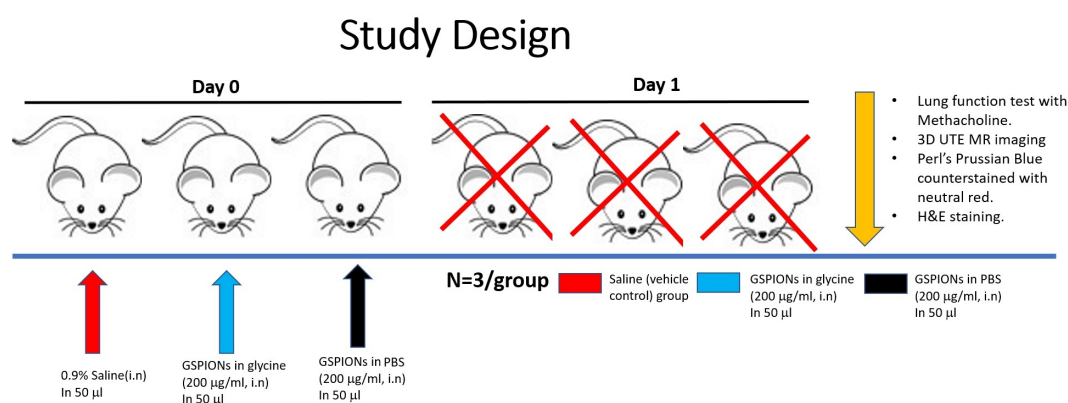 Study Design
Day 0
Day 1
• Lung function test with
Methacholine.
• 3D UTE MR imaging
• Perl’s Prussian Blue
counterstained with
neutral red.
• H&E staining.
0.9% Saline(i.n)
In 50 µl
GSPIONs in glycine
(200 µg/ml, i.n)
In 50 µl
GSPIONs in PBS
(200 µg/ml, i.n)
In 50 µl
N=3/group
Saline (vehicle
control) group
GSPIONs in glycine
(200 µg/ml, i.n)
In 50 µl
GSPIONs in PBS
(200 µg/ml, i.n)
In 50 µl